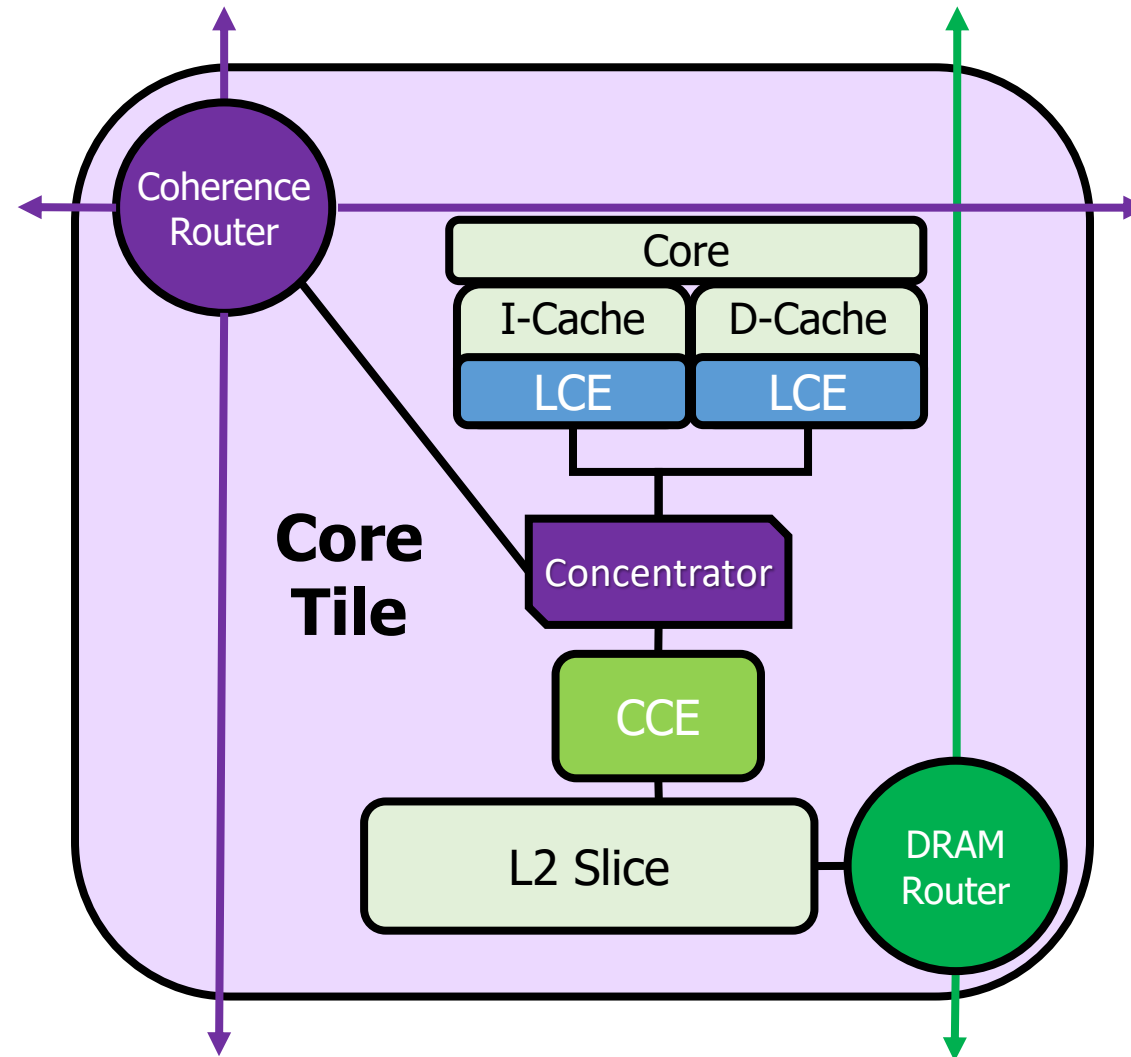 Coherence
Router
Core
I-Cache
D-Cache
LCE
LCE
Core
Tile
Concentrator
CCE
L2 Slice
DRAM
Router